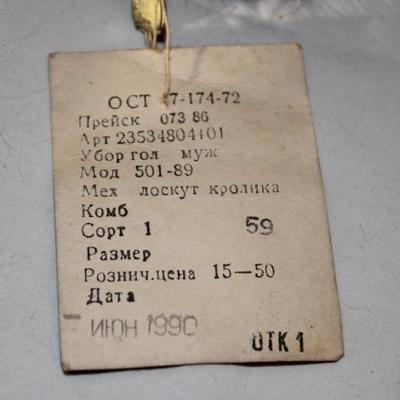 ОСТ 17-174-72
Прейск 073 86
Арт 23534804101
Убор гол муж
Мод 501-89
Мех лоскут кролика
Комб
Сорт 1 59
Размер
Рознич.цена 15—50
Дата
ИЮН 1990
ОТК 1